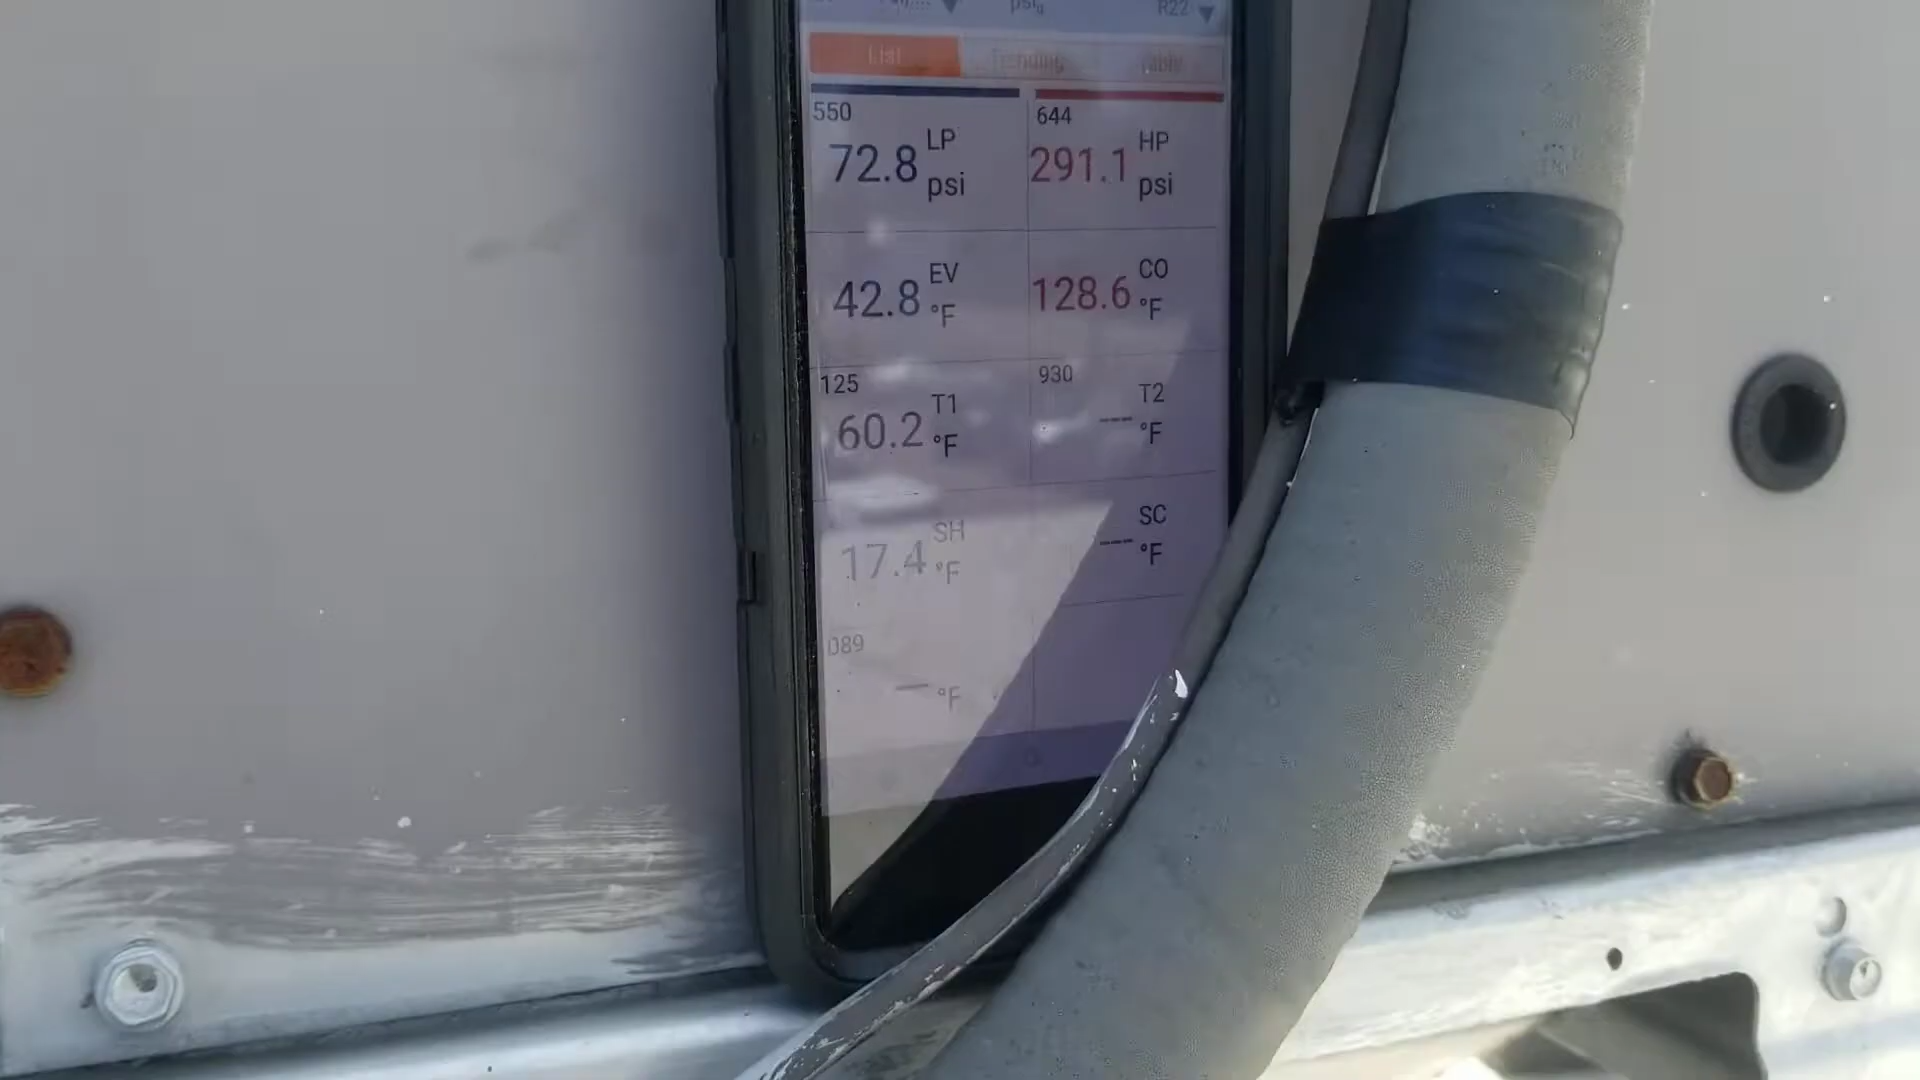 psig R22
List Trending Table
550 644
72.8 LP psi 291.1 HP psi
42.8 EV °F 128.6 CO °F
125 930
60.2 T1 °F --- T2 °F
17.4 SH °F --- SC °F
089
— °F